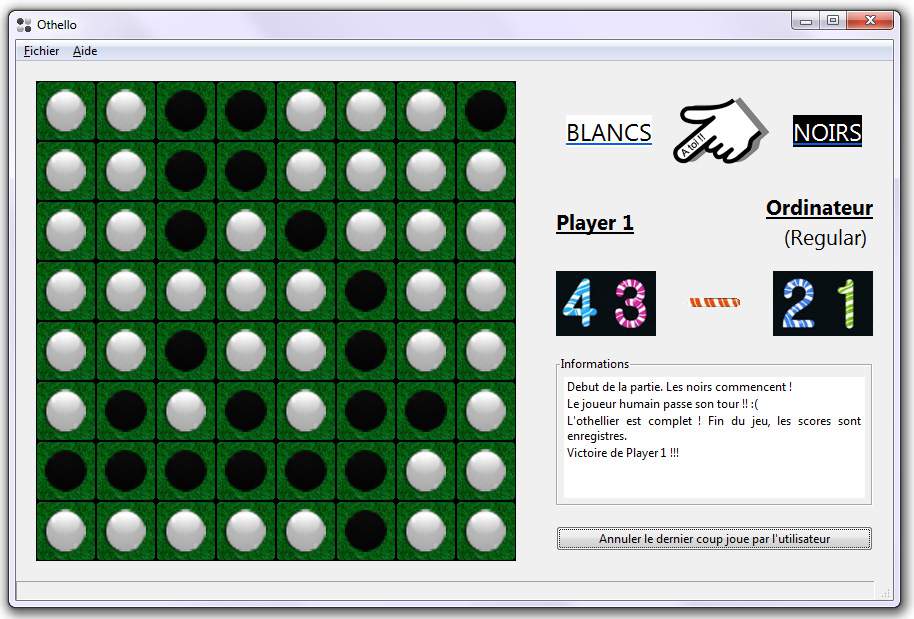 Othello
Fichier Aide
BLANCS
A toi !!
NOIRS
Player 1
Ordinateur
(Regular)
43
21
Informations
Debut de la partie. Les noirs commencent !
Le joueur humain passe son tour !! :(
L'othellier est complet ! Fin du jeu, les scores sont
enregistres.
Victoire de Player1 !!!
Annuler le dernier coup joue par l'utilisateur